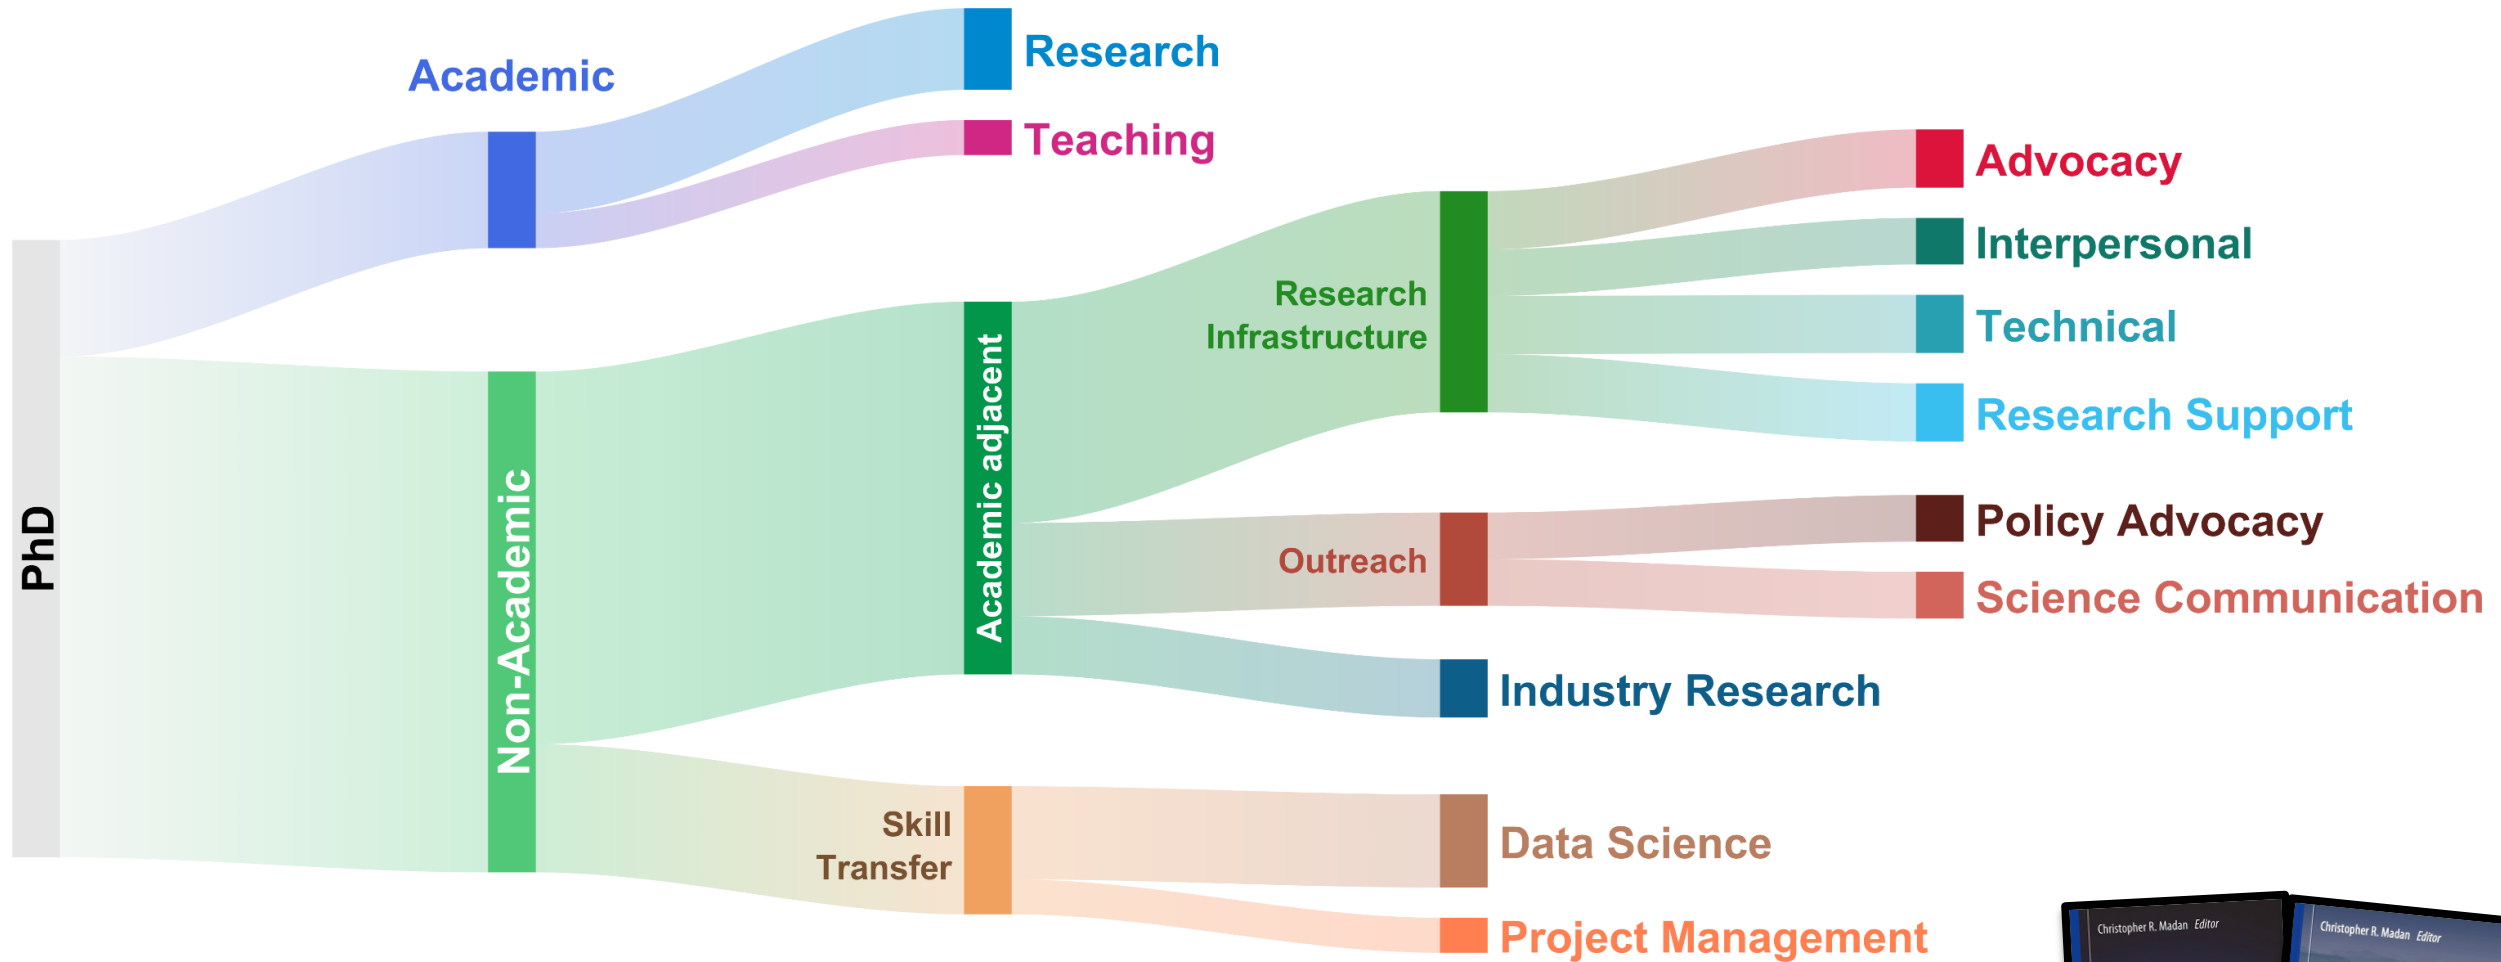 PhD
Academic
Non-Academic
Research
Teaching
Academic adjacent
Skill
Transfer
Research
Infrastructure
Outreach
Industry Research
Data Science
Project Management
Advocacy
Interpersonal
Technical
Research Support
Policy Advocacy
Science Communication
Christopher R. Madan Editor
Christopher R. Madan Editor